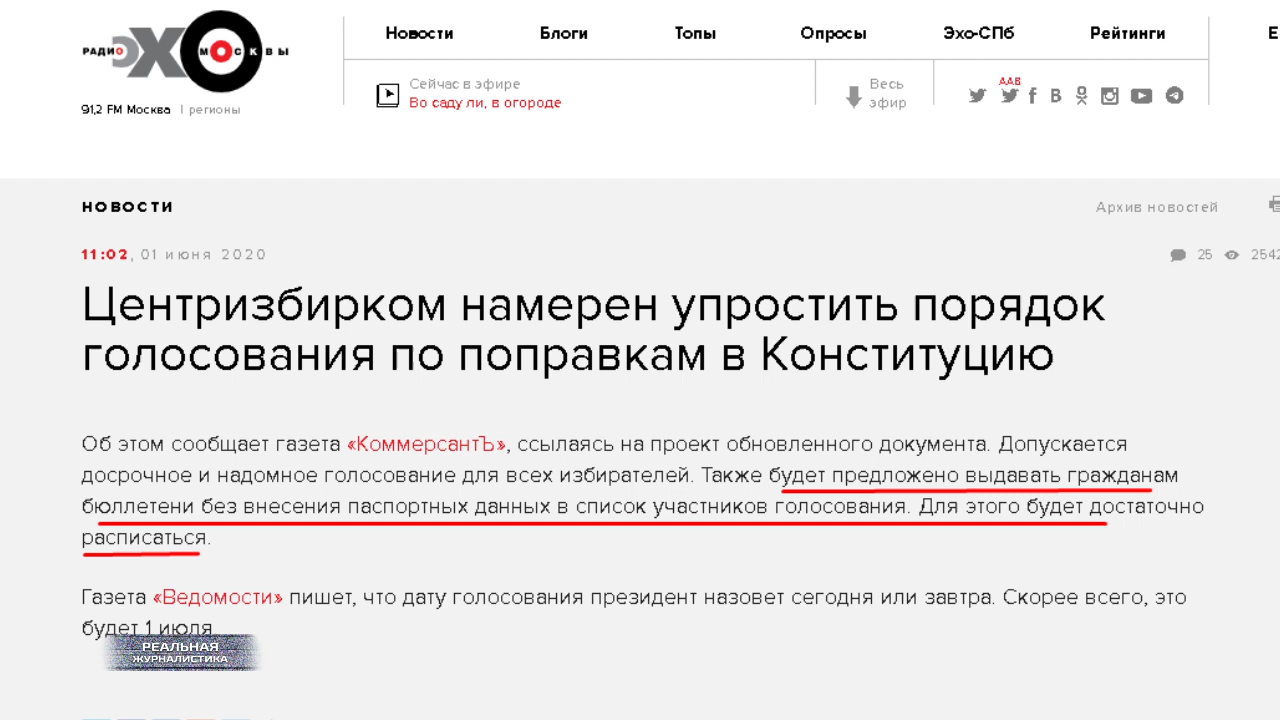 РАДИО ЭХО МОСКВЫ
91,2 FM Москва | регионы
Новости Блоги Топы Опросы Эхо-СПб Рейтинги
Сейчас в эфире
Во саду ли, в огороде
Весь
эфир
ААВ
НОВОСТИ
Архив новостей
11:02, 01 июня 2020
25 2542
Центризбирком намерен упростить порядок
голосования по поправкам в Конституцию
Об этом сообщает газета «КоммерсантЪ», ссылаясь на проект обновленного документа. Допускается
досрочное и надомное голосование для всех избирателей. Также будет предложено выдавать гражданам
бюллетени без внесения паспортных данных в список участников голосования. Для этого будет достаточно
расписаться.
Газета «Ведомости» пишет, что дату голосования президент назовет сегодня или завтра. Скорее всего, это
будет 1 июля
РЕАЛЬНАЯ
ЖУРНАЛИСТИКА